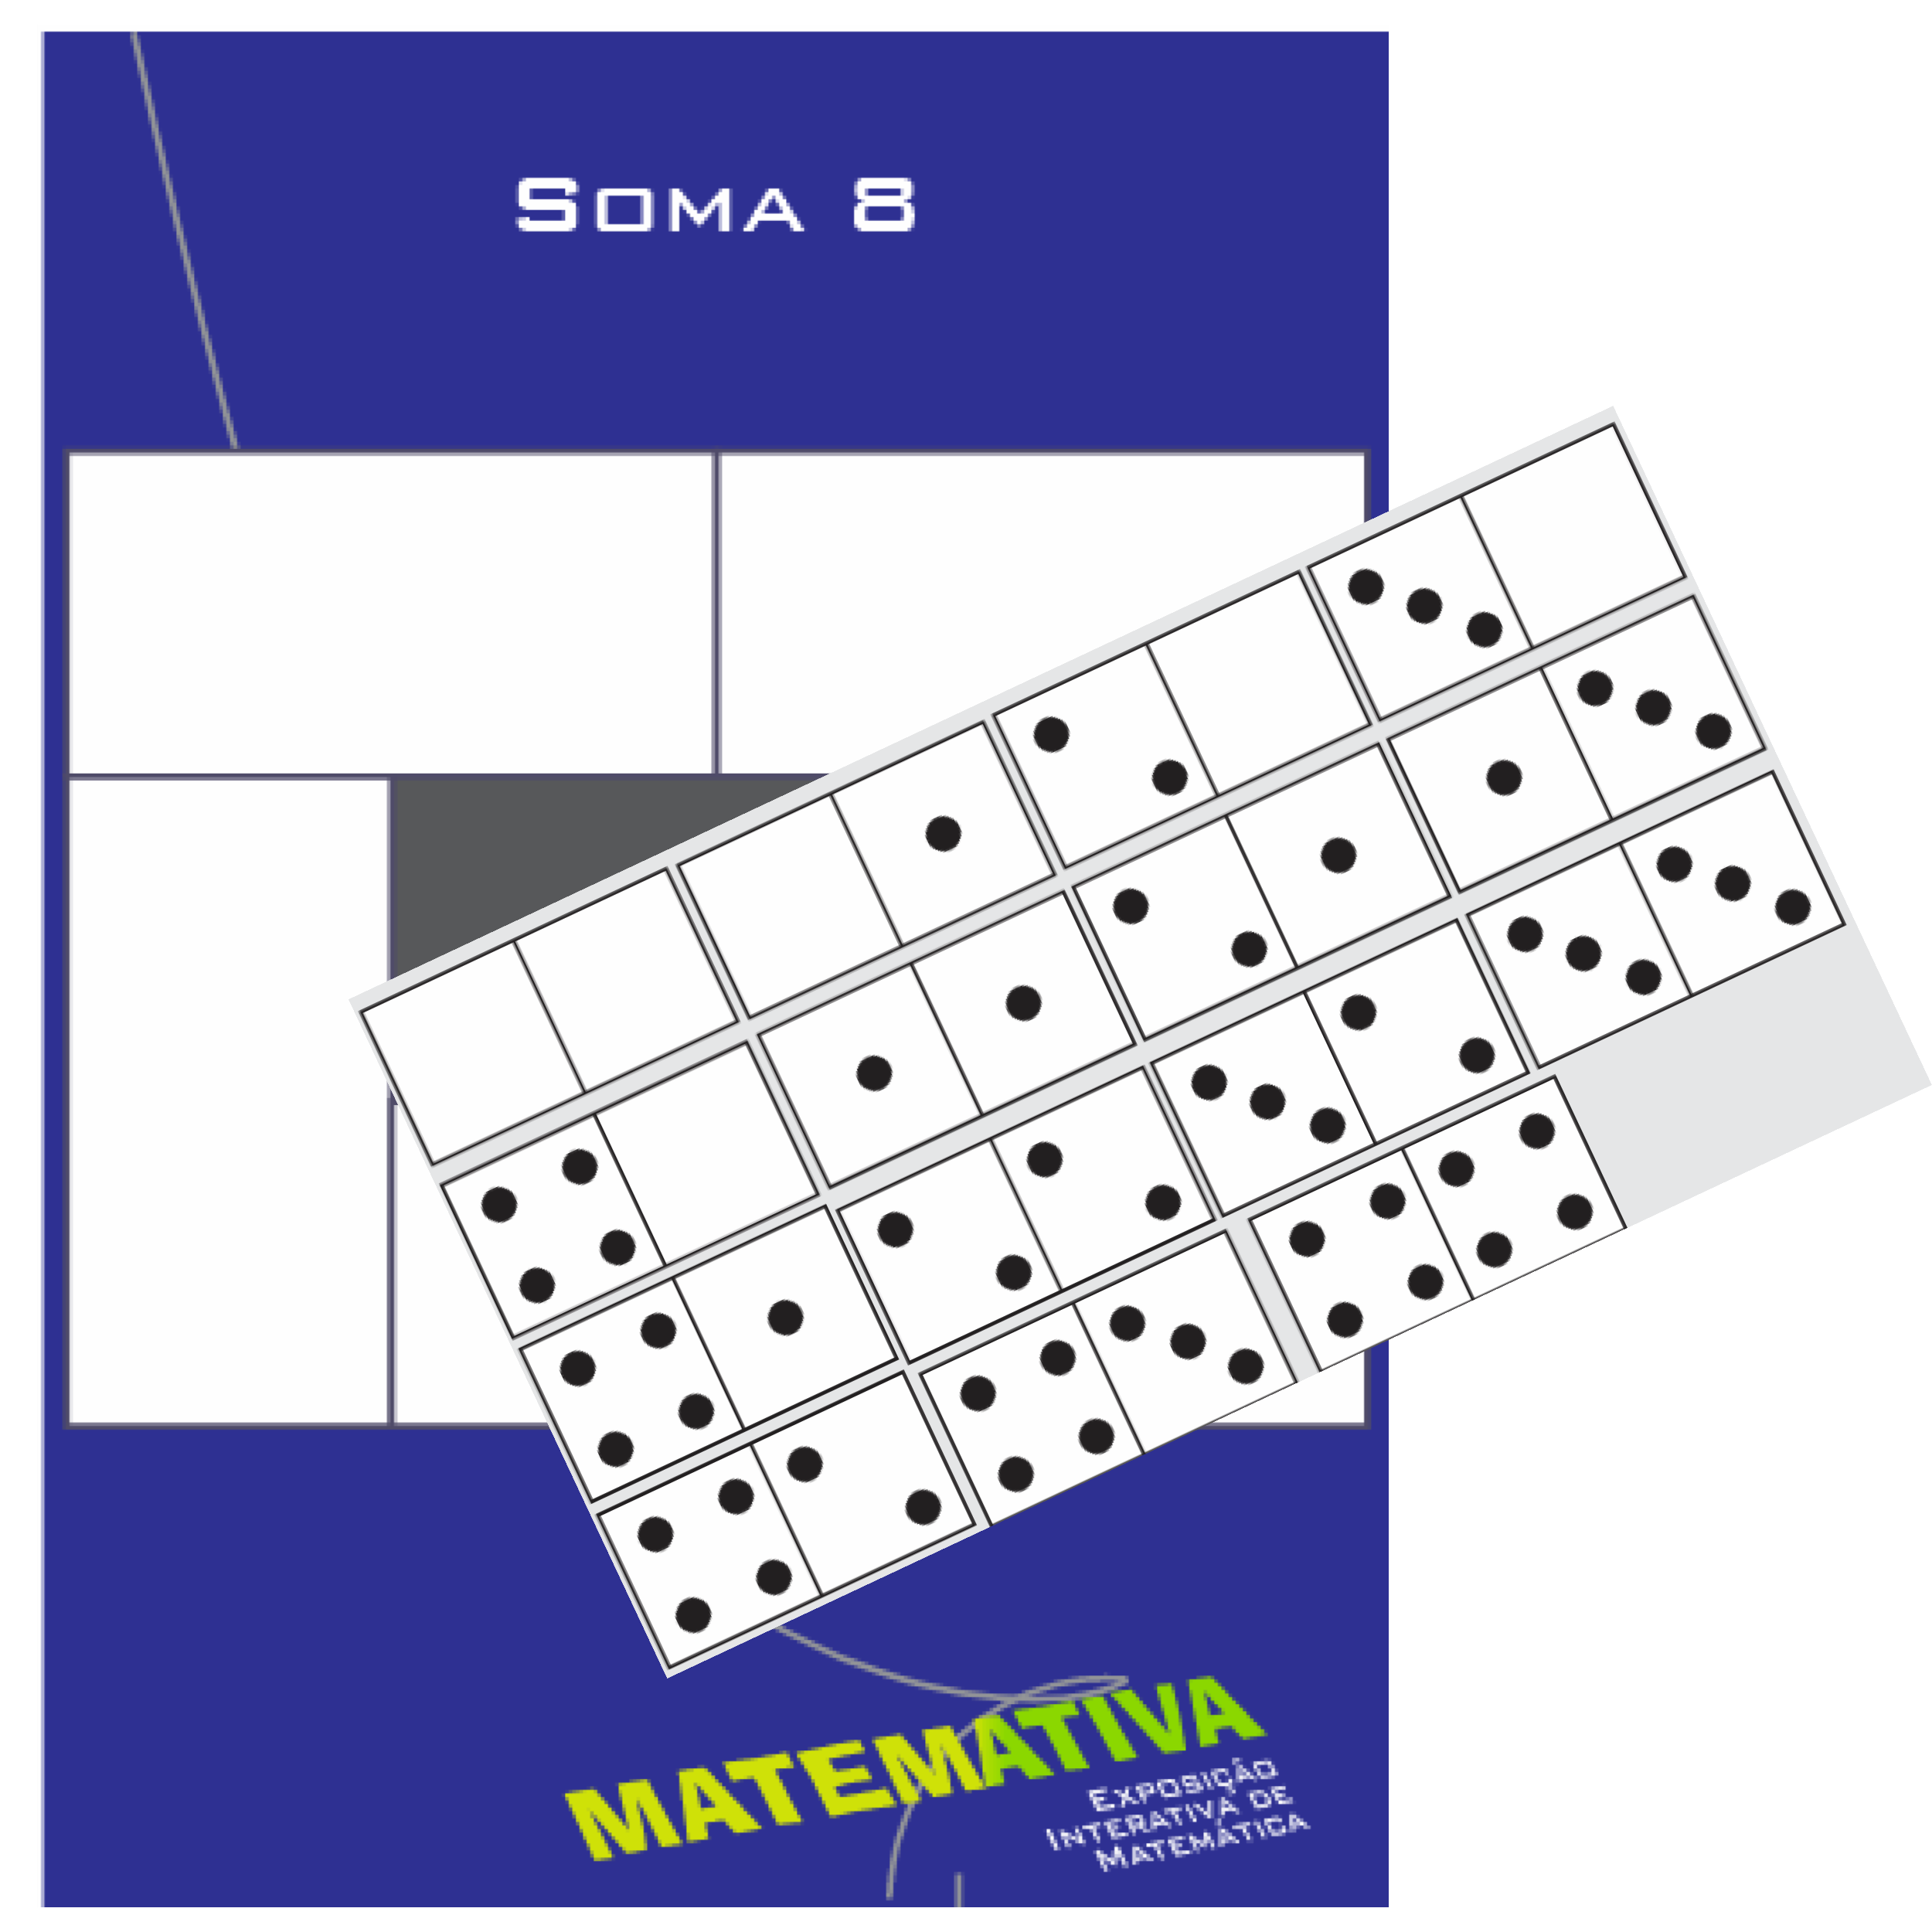 SOMA 8
MATEMATIVA
EXPOSIÇÃO
INTERATIVA DE
MATEMÁTICA